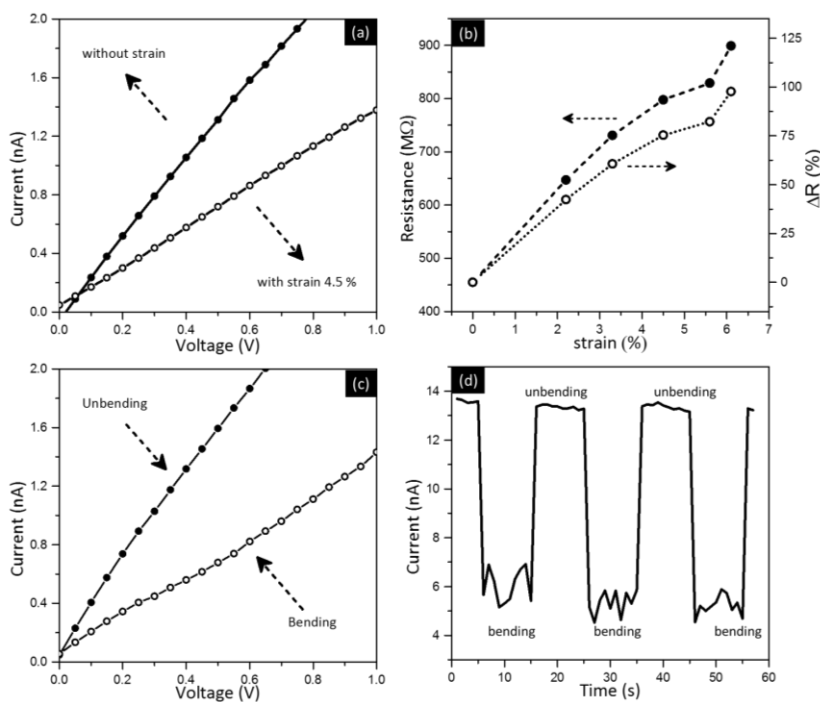 (a)
2.0
1.6
1.2
0.8
0.4
0.0
Current (nA)
without strain
with strain 4.5 %
0.0 0.2 0.4 0.6 0.8 1.0
Voltage (V)
(b)
900
800
700
600
500
400
Resistance (MΩ)
125
100
75
50
25
0
ΔR (%)
0 1 2 3 4 5 6 7
strain (%)
(c)
2.0
1.6
1.2
0.8
0.4
0.0
Current (nA)
Unbending
Bending
0.0 0.2 0.4 0.6 0.8 1.0
Voltage (V)
(d)
14
12
10
8
6
4
Current (nA)
unbending unbending
bending bending bending
0 10 20 30 40 50 60
Time (s)